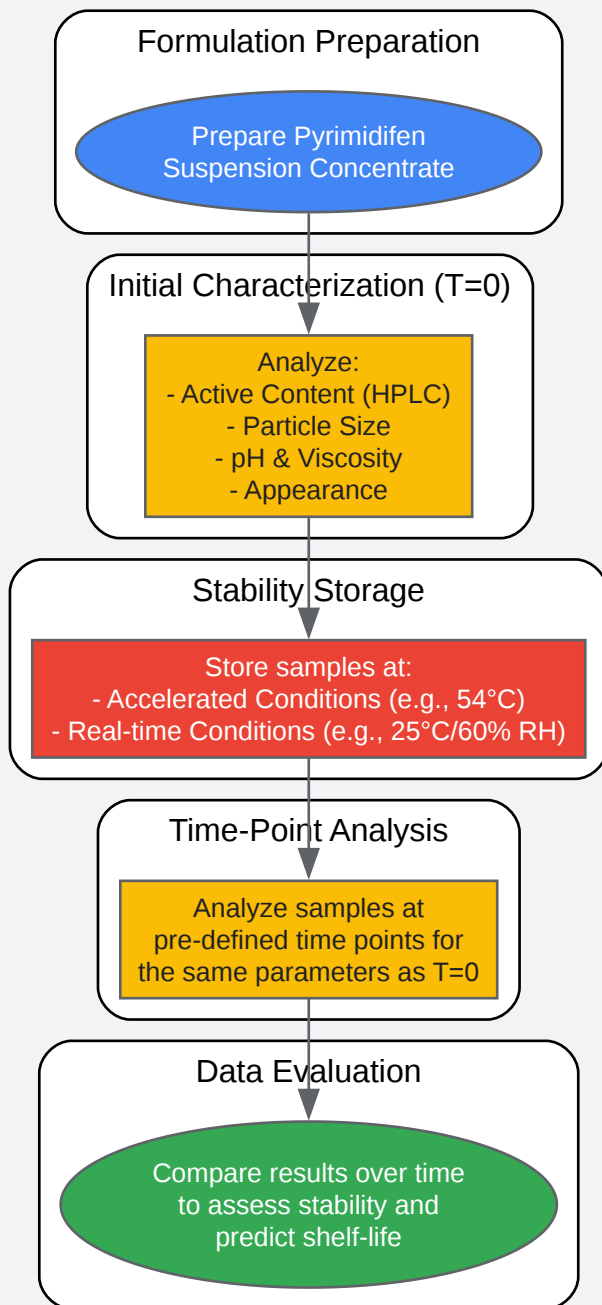 Formulation Preparation
Prepare Pyrimidifen
Suspension Concentrate
Initial Characterization (T=0)
Analyze:
- Active Content (HPLC)
- Particle Size
- pH & Viscosity
- Appearance
Stability Storage
Store samples at:
- Accelerated Conditions (e.g., 54°C)
- Real-time Conditions (e.g., 25°C/60% RH)
Time-Point Analysis
Analyze samples at
pre-defined time points for
the same parameters as T=0
Data Evaluation
Compare results over time
to assess stability and
predict shelf-life